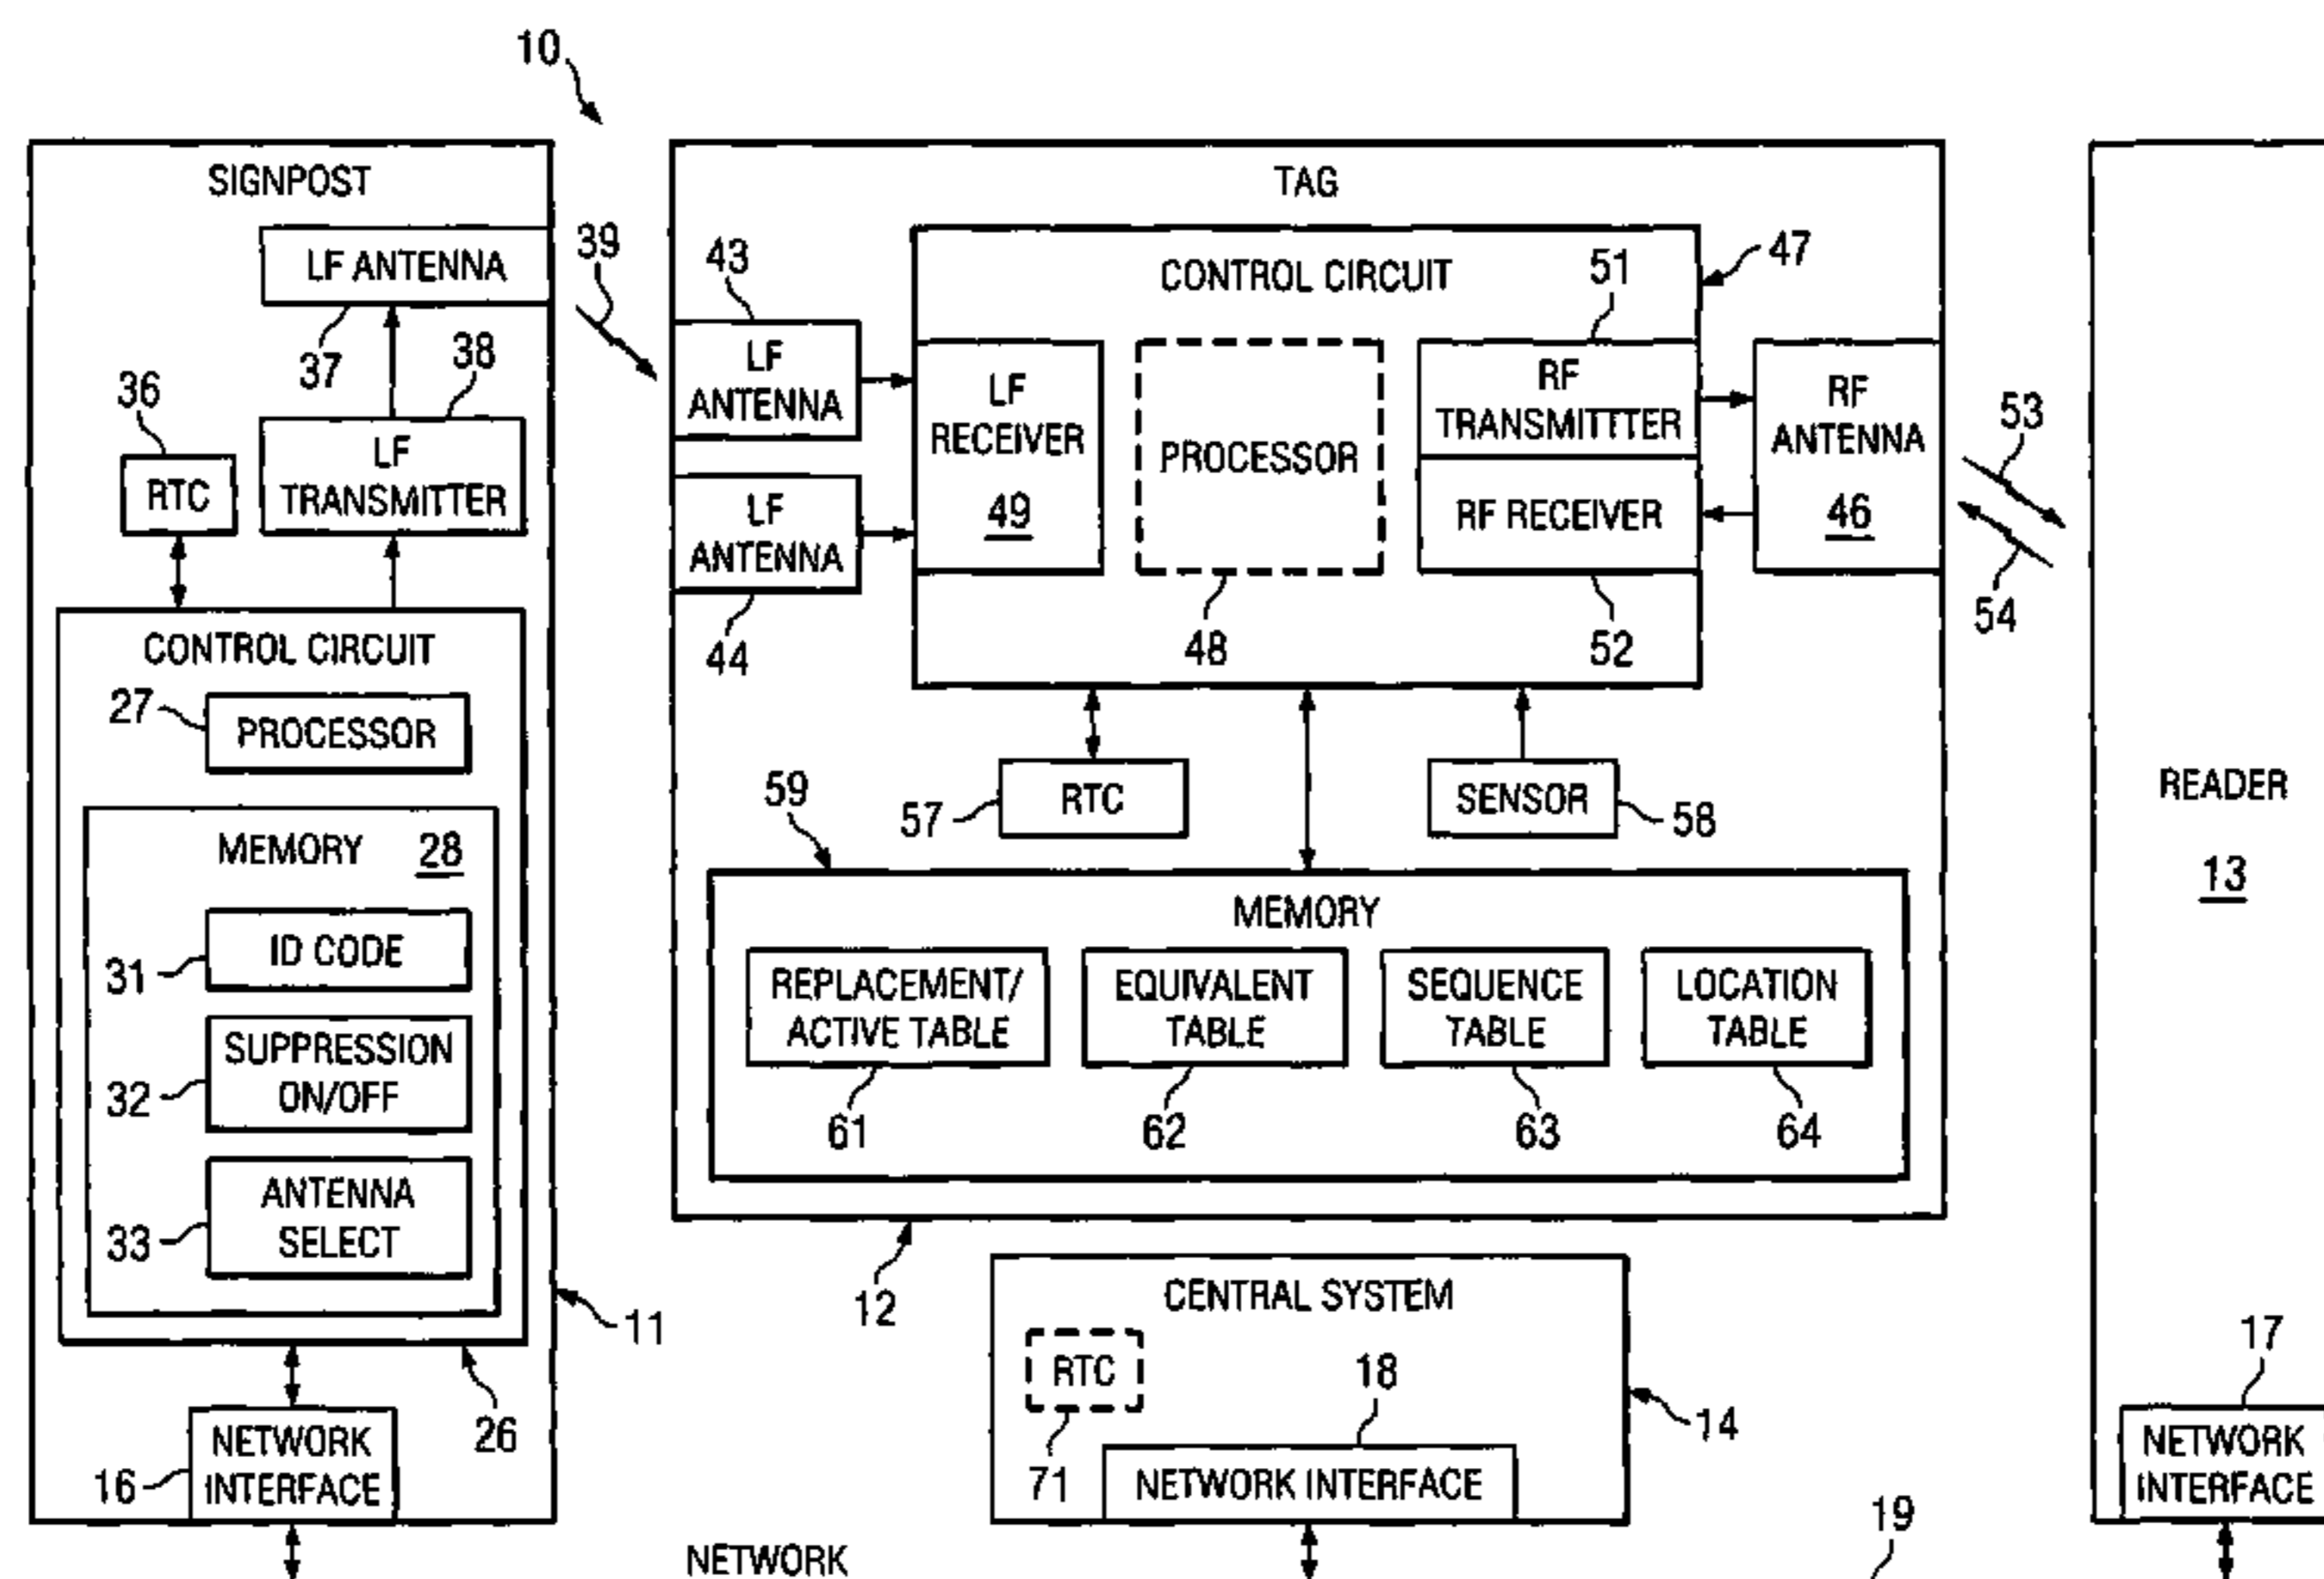 10
SIGNPOST
LF ANTENNA
37
38
36
RTC
LF
TRANSMITTER
CONTROL CIRCUIT
27
PROCESSOR
MEMORY 28
ID CODE
31
SUPPRESSION
ON/OFF
32
ANTENNA
SELECT
33
11
26
NETWORK
INTERFACE
16
39
TAG
43
LF
ANTENNA
LF
ANTENNA
44
CONTROL CIRCUIT
47
51
LF
RECEIVER
49
PROCESSOR
48
RF
TRANSMITTTER
RF RECEIVER
52
RF
ANTENNA
46
53
54
57
RTC
SENSOR
58
59
MEMORY
REPLACEMENT/
ACTIVE TABLE
61
EQUIVALENT
TABLE
62
SEQUENCE
TABLE
63
LOCATION
TABLE
64
12
CENTRAL SYSTEM
RTC
71
18
NETWORK INTERFACE
14
READER
13
17
NETWORK
INTERFACE
NETWORK
19